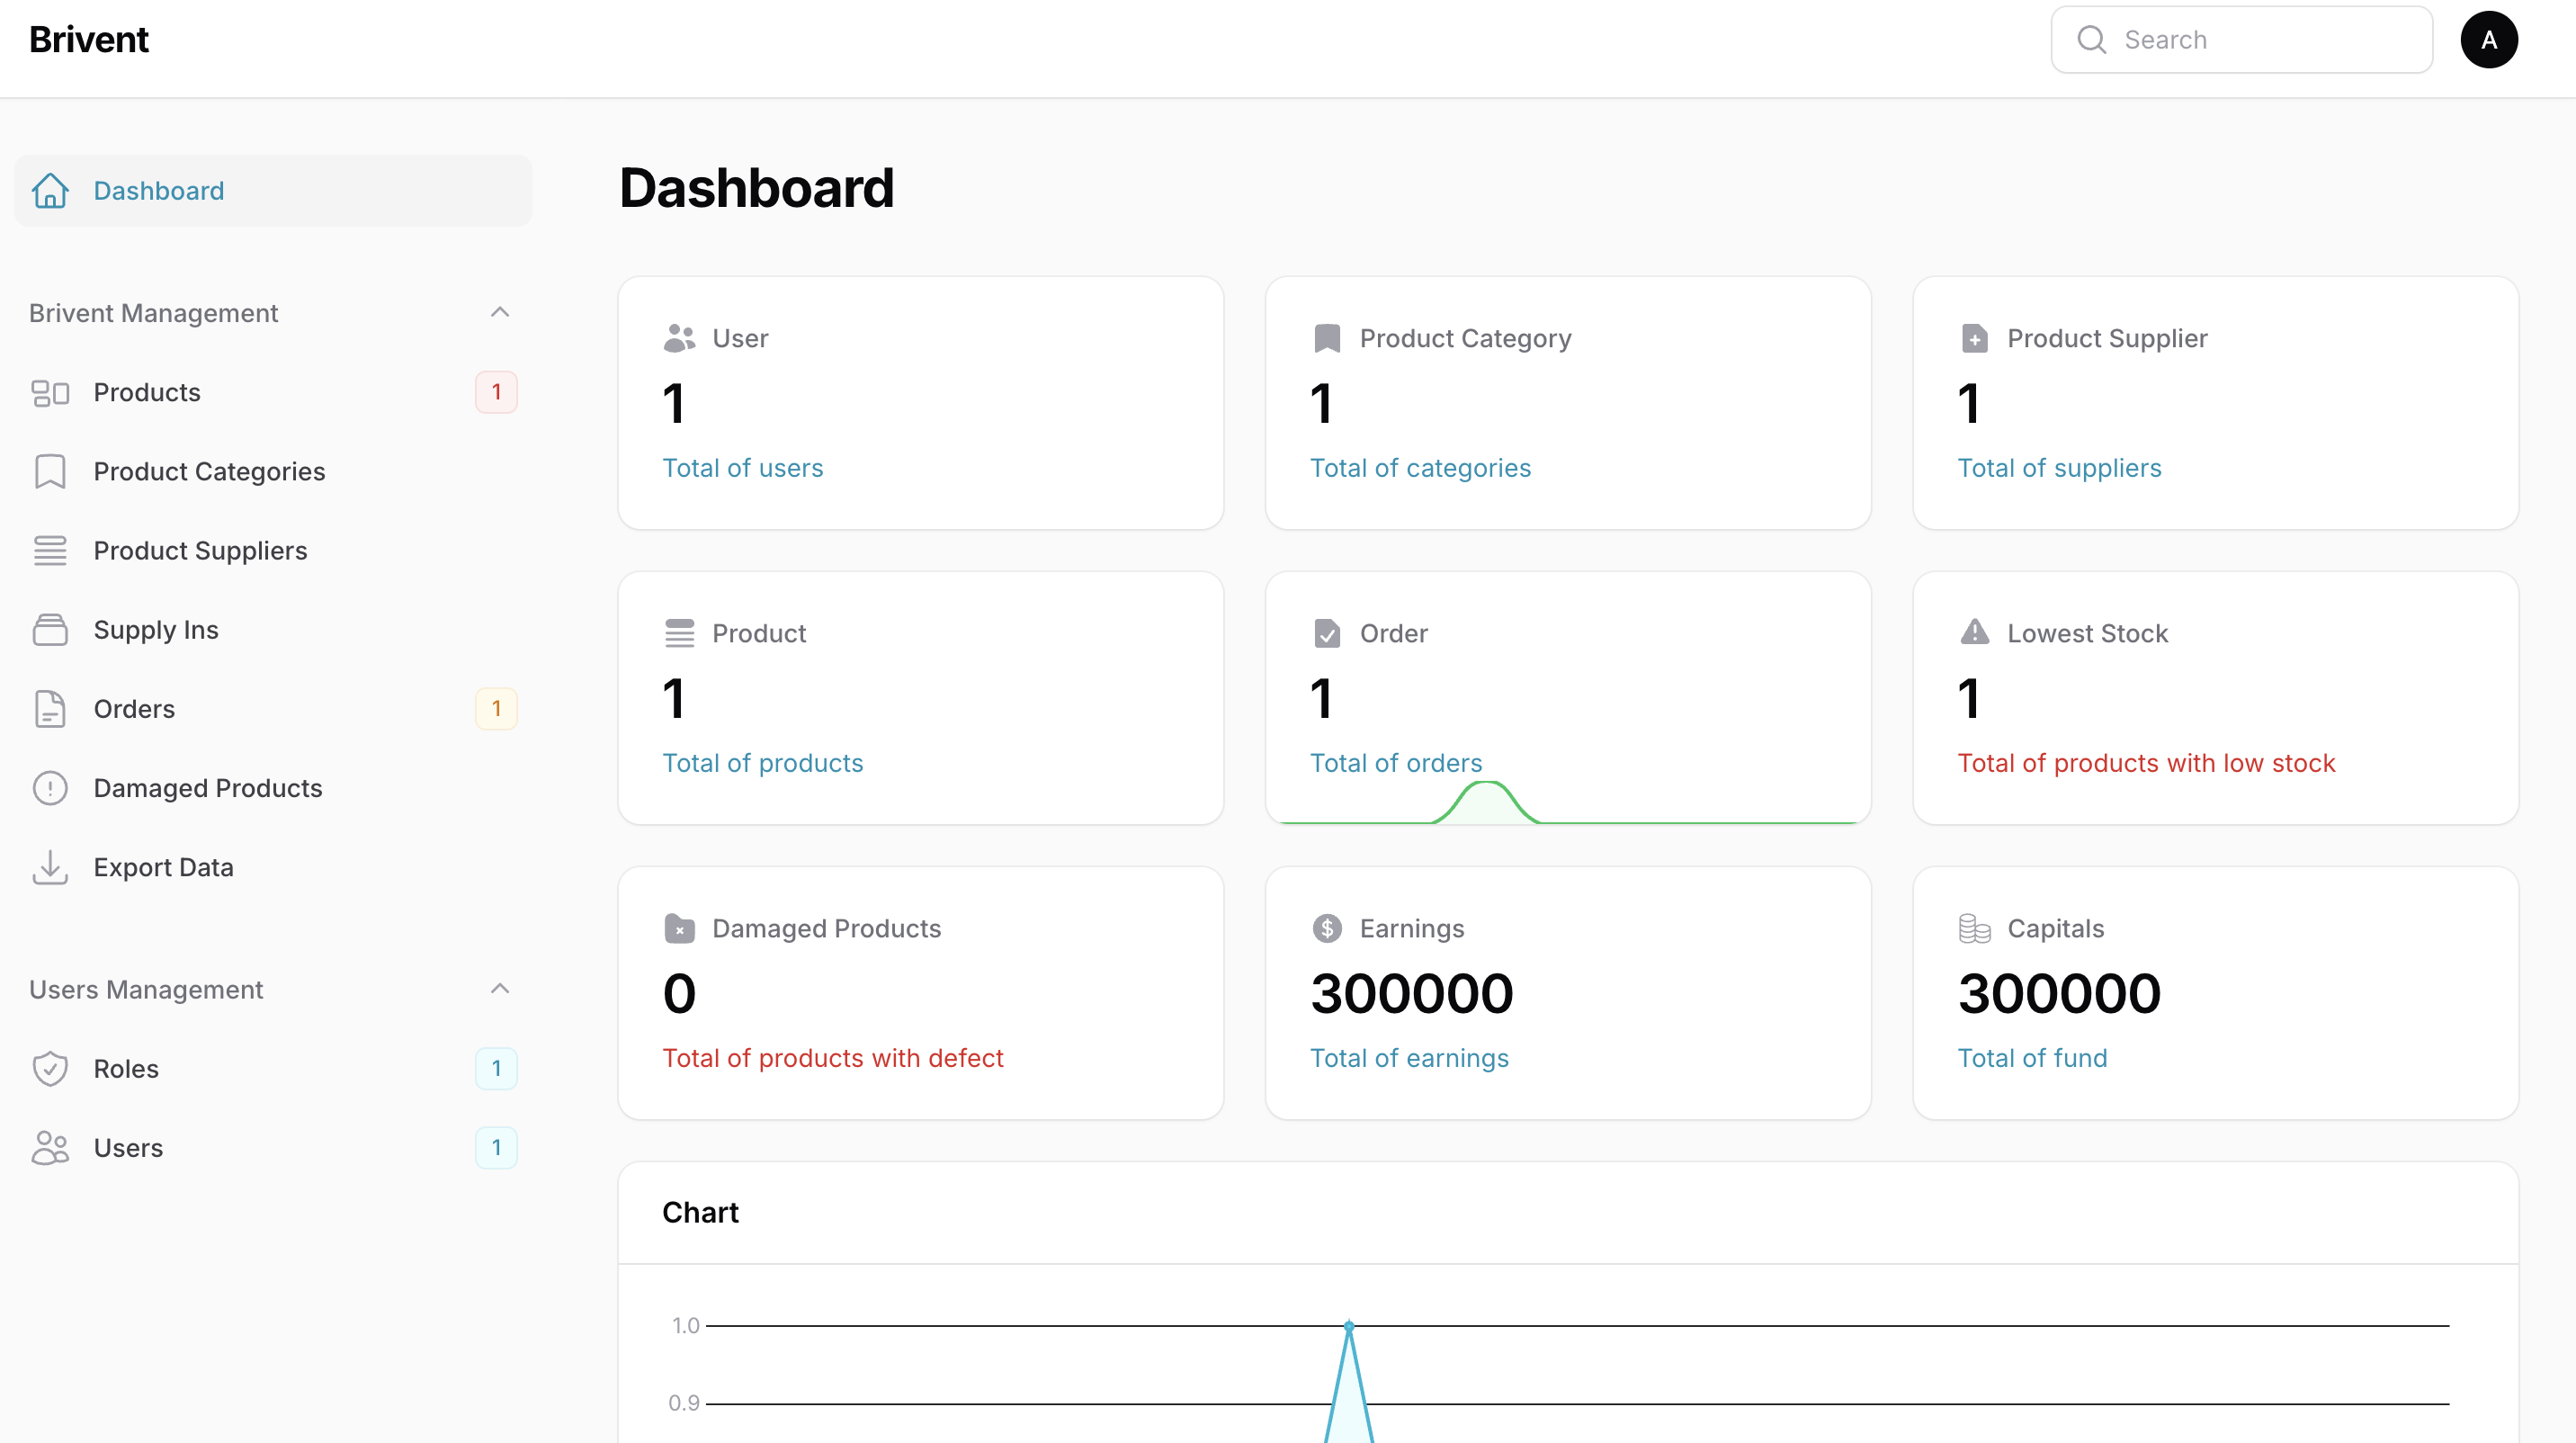 Brivent
Search
A
Dashboard
Brivent Management
Products 1
Product Categories
Product Suppliers
Supply Ins
Orders 1
Damaged Products
Export Data
Users Management
Roles 1
Users 1
Dashboard
User
1
Total of users
Product Category
1
Total of categories
Product Supplier
1
Total of suppliers
Product
1
Total of products
Order
1
Total of orders
Lowest Stock
1
Total of products with low stock
Damaged Products
0
Total of products with defect
Earnings
300000
Total of earnings
Capitals
300000
Total of fund
Chart
1.0
0.9